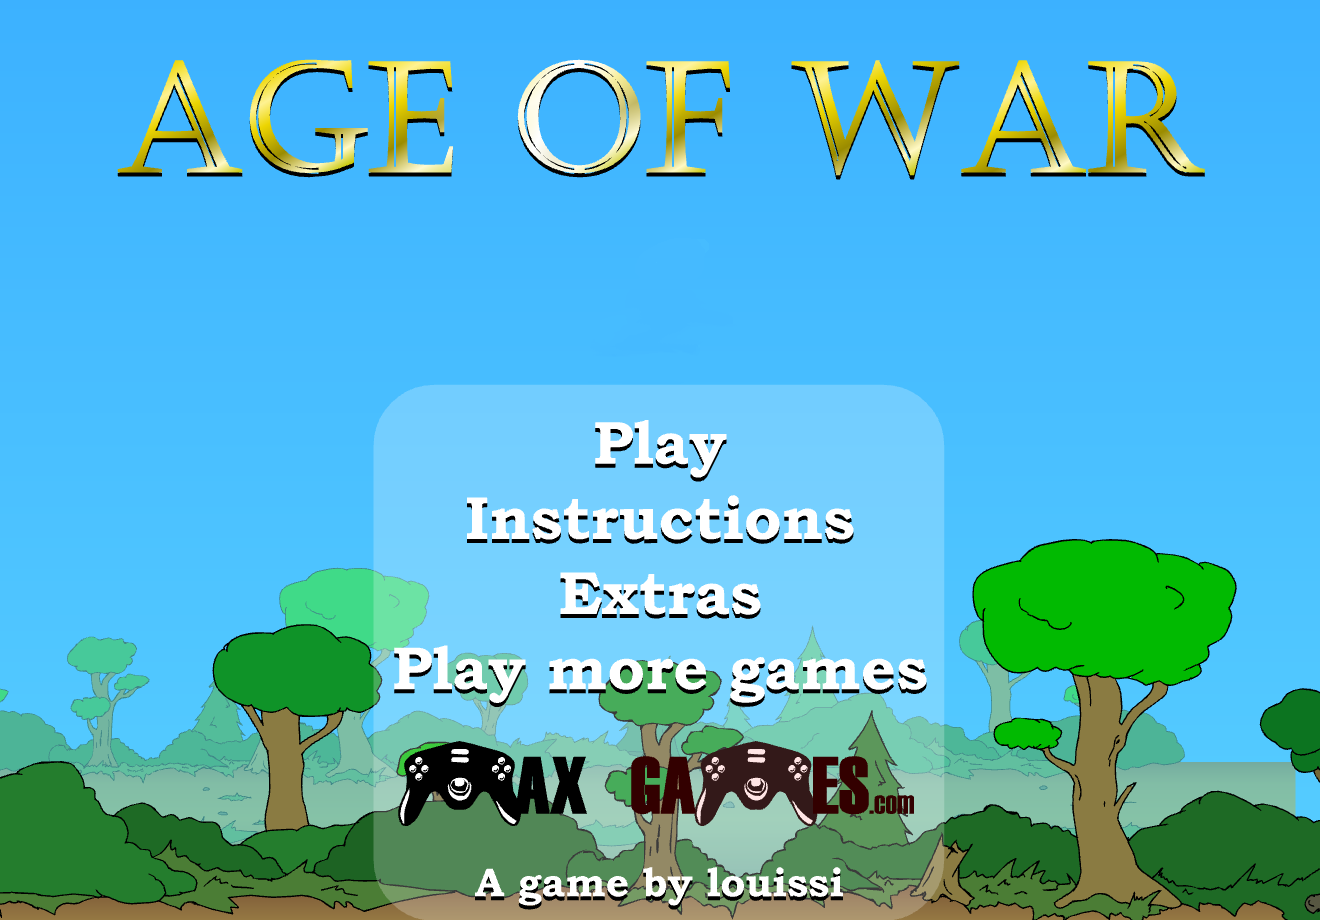 AGE OF WAR
Play
Instructions
Extras
Play more games
MAX GAMES.com
A game by louissi